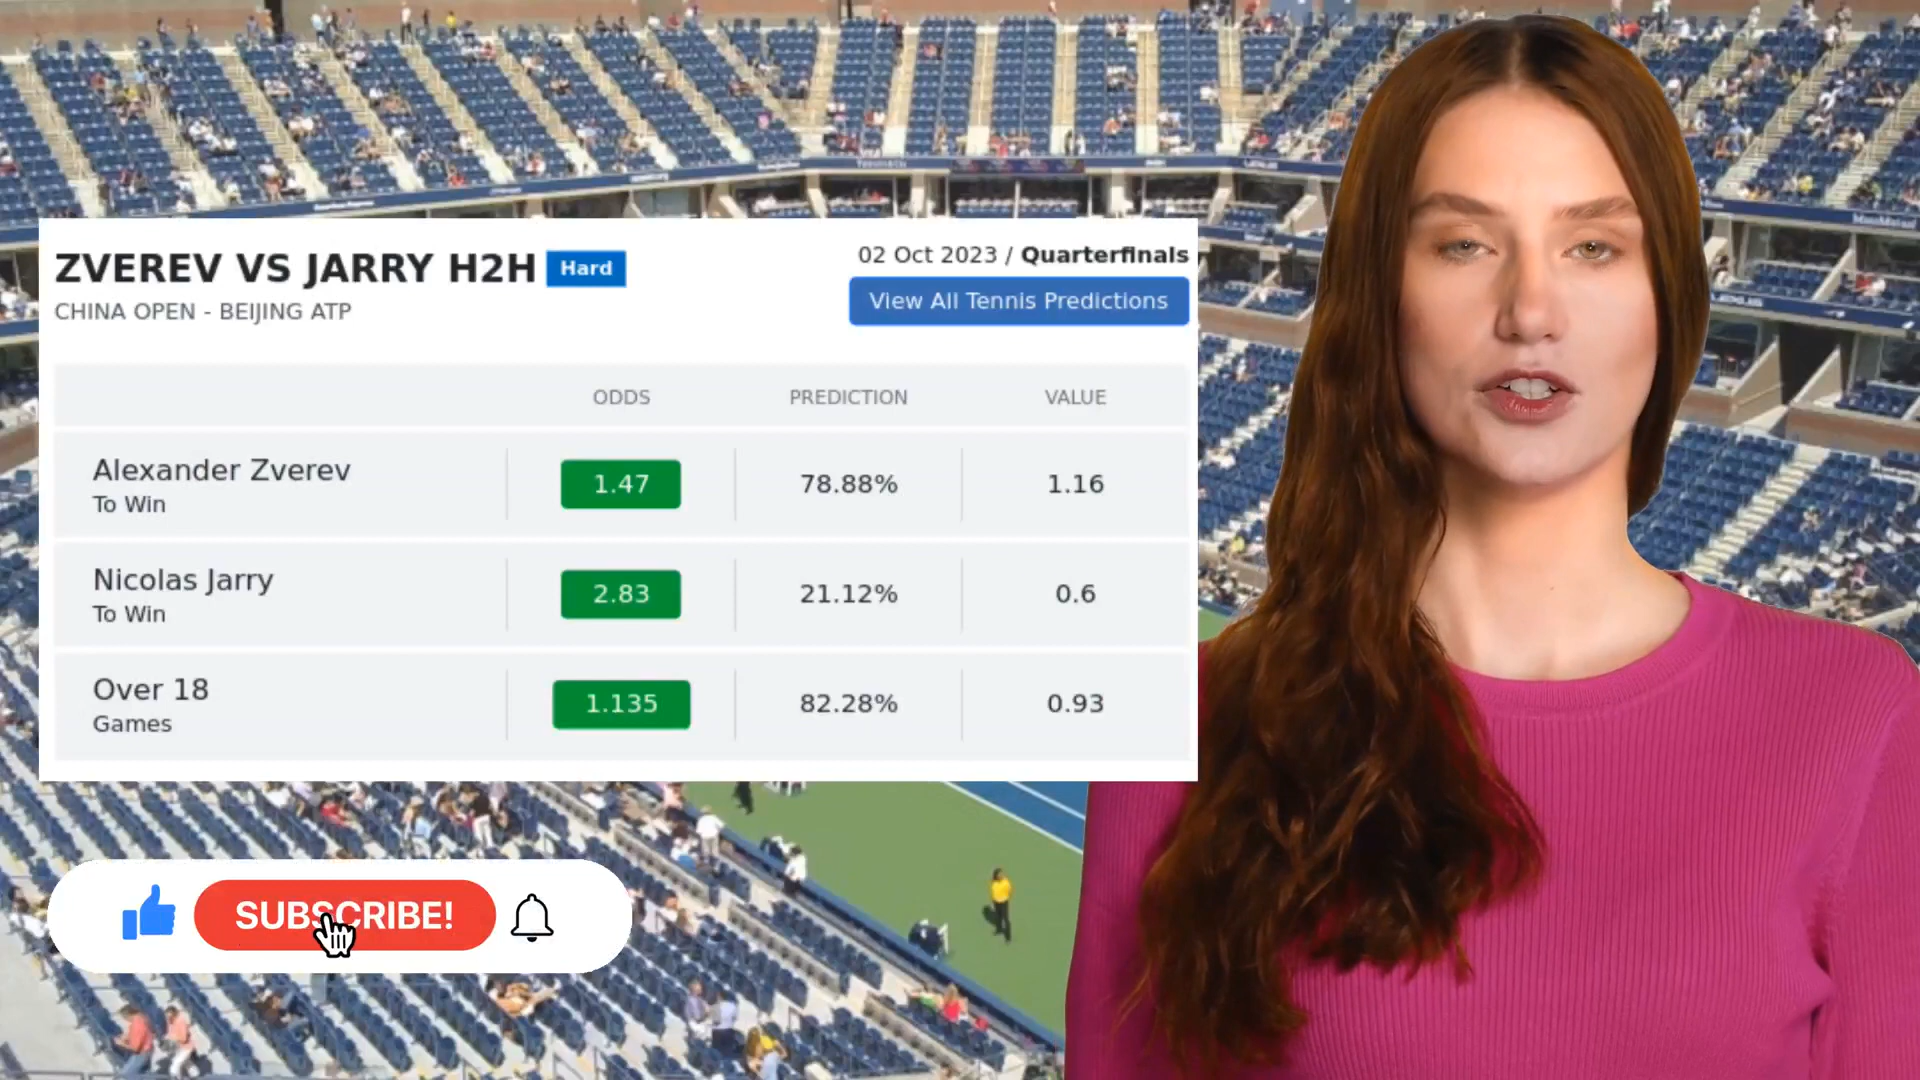 ZVEREV VS JARRY H2H Hard
CHINA OPEN - BEIJING ATP
02 Oct 2023 / Quarterfinals
View All Tennis Predictions
ODDS PREDICTION VALUE
Alexander Zverev
To Win
1.47 78.88% 1.16
Nicolas Jarry
To Win
2.83 21.12% 0.6
Over 18
Games
1.135 82.28% 0.93
SUBSCRIBE!